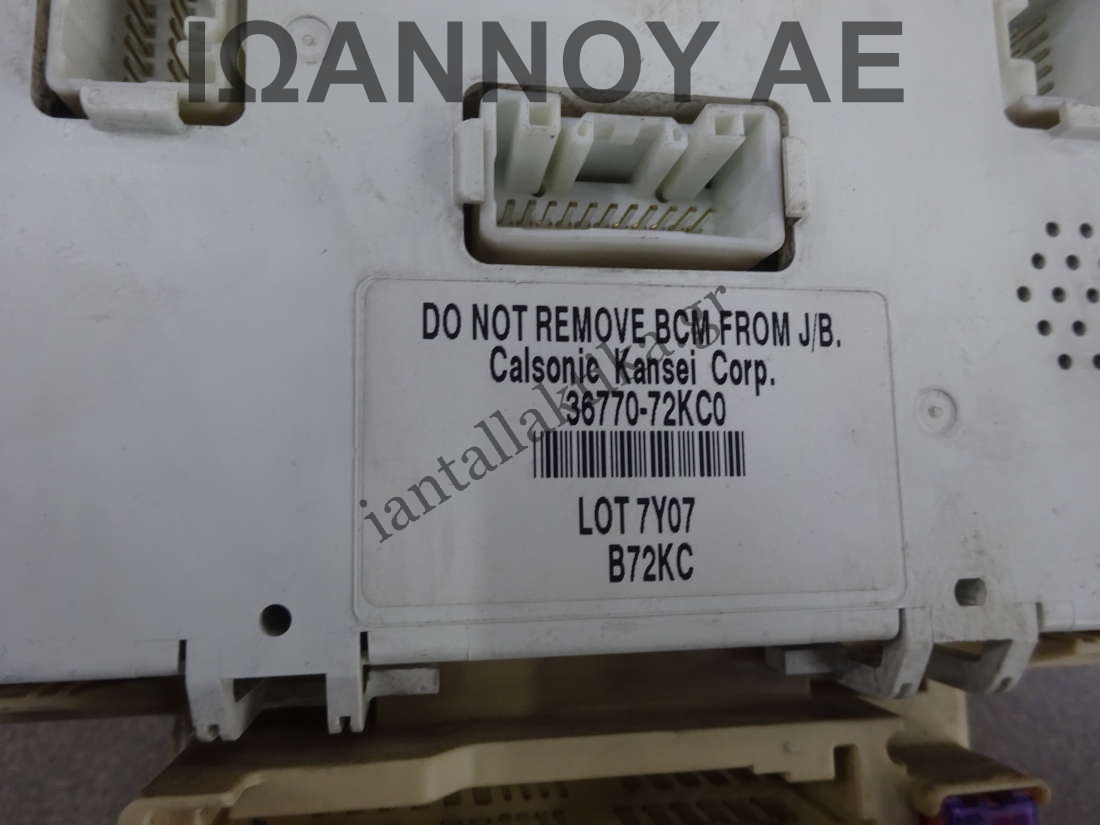 ΙΩΑΝΝΟΥ ΑΕ
DO NOT REMOVE BCM FROM J/B.
Calsonic Kansei Corp.
36770-72KC0
LOT 7Y07
B72KC
iantallaktika.gr